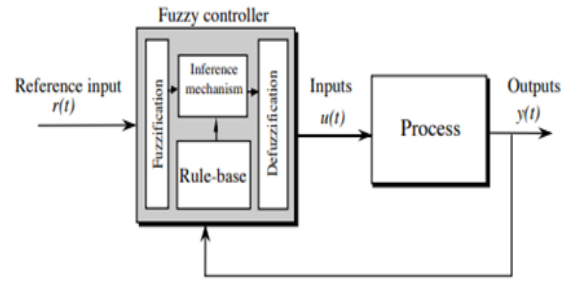 Fuzzy controller
Reference input
r(t)
Fuzzification
Inference
mechanism
Rule-base
Defuzzification
Inputs
u(t)
Process
Outputs
y(t)